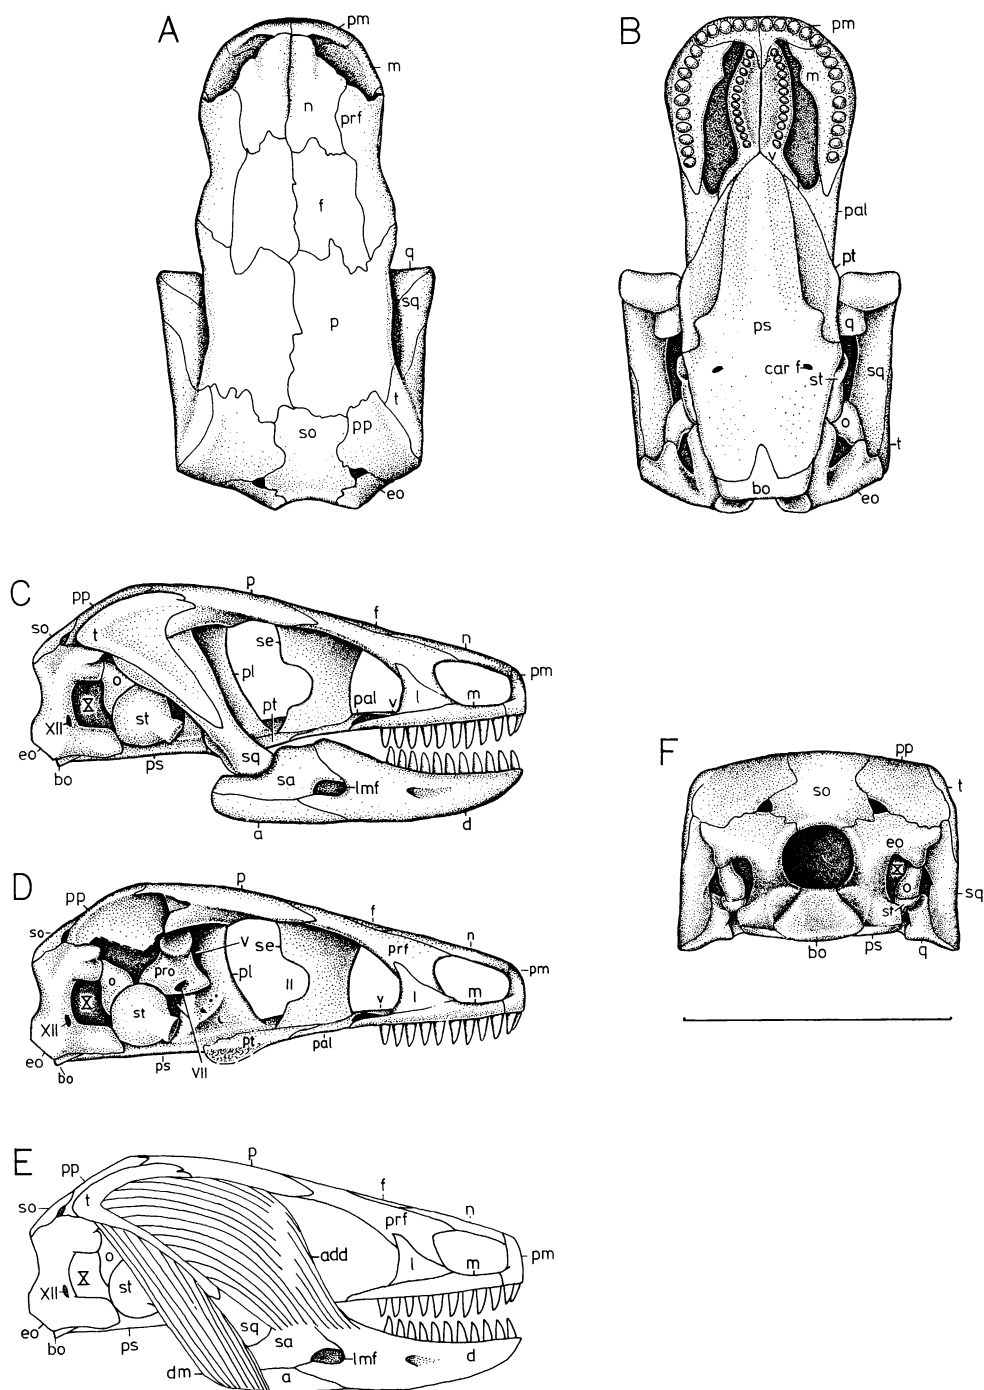 A
pm
m
n
prf
f
q
sq
p
t
so
pp
eo
B
pm
m
v
pal
pt
ps
q
car f
st
sq
o
t
bo
eo
C
p
pp
f
so
t
n
se
pm
pl
o
pal
v
l
m
X
pt
st
XII
sq
eo
bo
ps
sa
lmf
a
d
D
p
pp
f
so
n
V
se
prf
pm
pro
pl
II
o
v
l
m
X
st
XII
pt
pal
eo
bo
ps
VII
E
p
pp
f
t
so
n
prf
add
pm
o
l
m
X
st
XII
sq
eo
sa
bo
ps
lmf
d
dm
a
F
pp
so
t
eo
X
o
sq
st
bo
ps
q